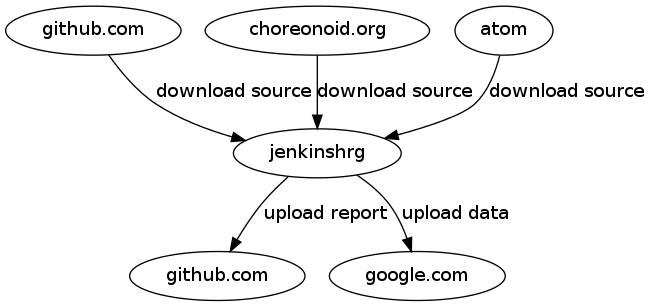 github.com
choreonoid.org
atom
download source
download source
download source
jenkinshrg
upload report
upload data
github.com
google.com